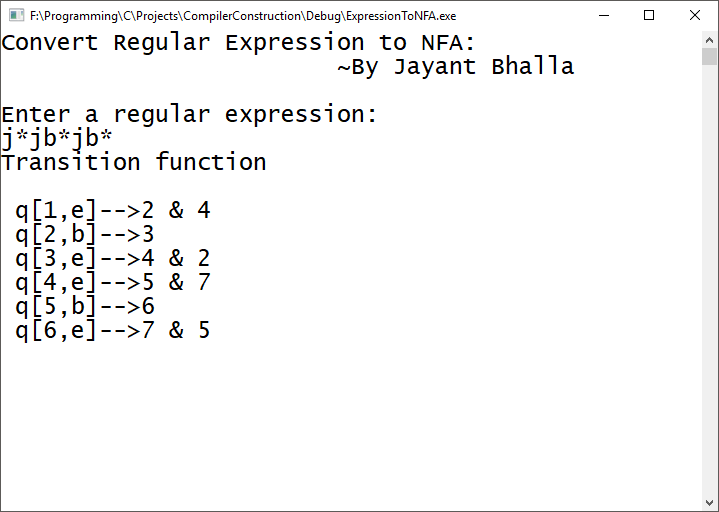 F:\Programming\C\Projects\CompilerConstruction\Debug\ExpressionToNFA.exe
Convert Regular Expression to NFA:
~By Jayant Bhalla
Enter a regular expression:
j*jb*jb*
Transition function
q[1,e]-->2 & 4
q[2,b]-->3
q[3,e]-->4 & 2
q[4,e]-->5 & 7
q[5,b]-->6
q[6,e]-->7 & 5